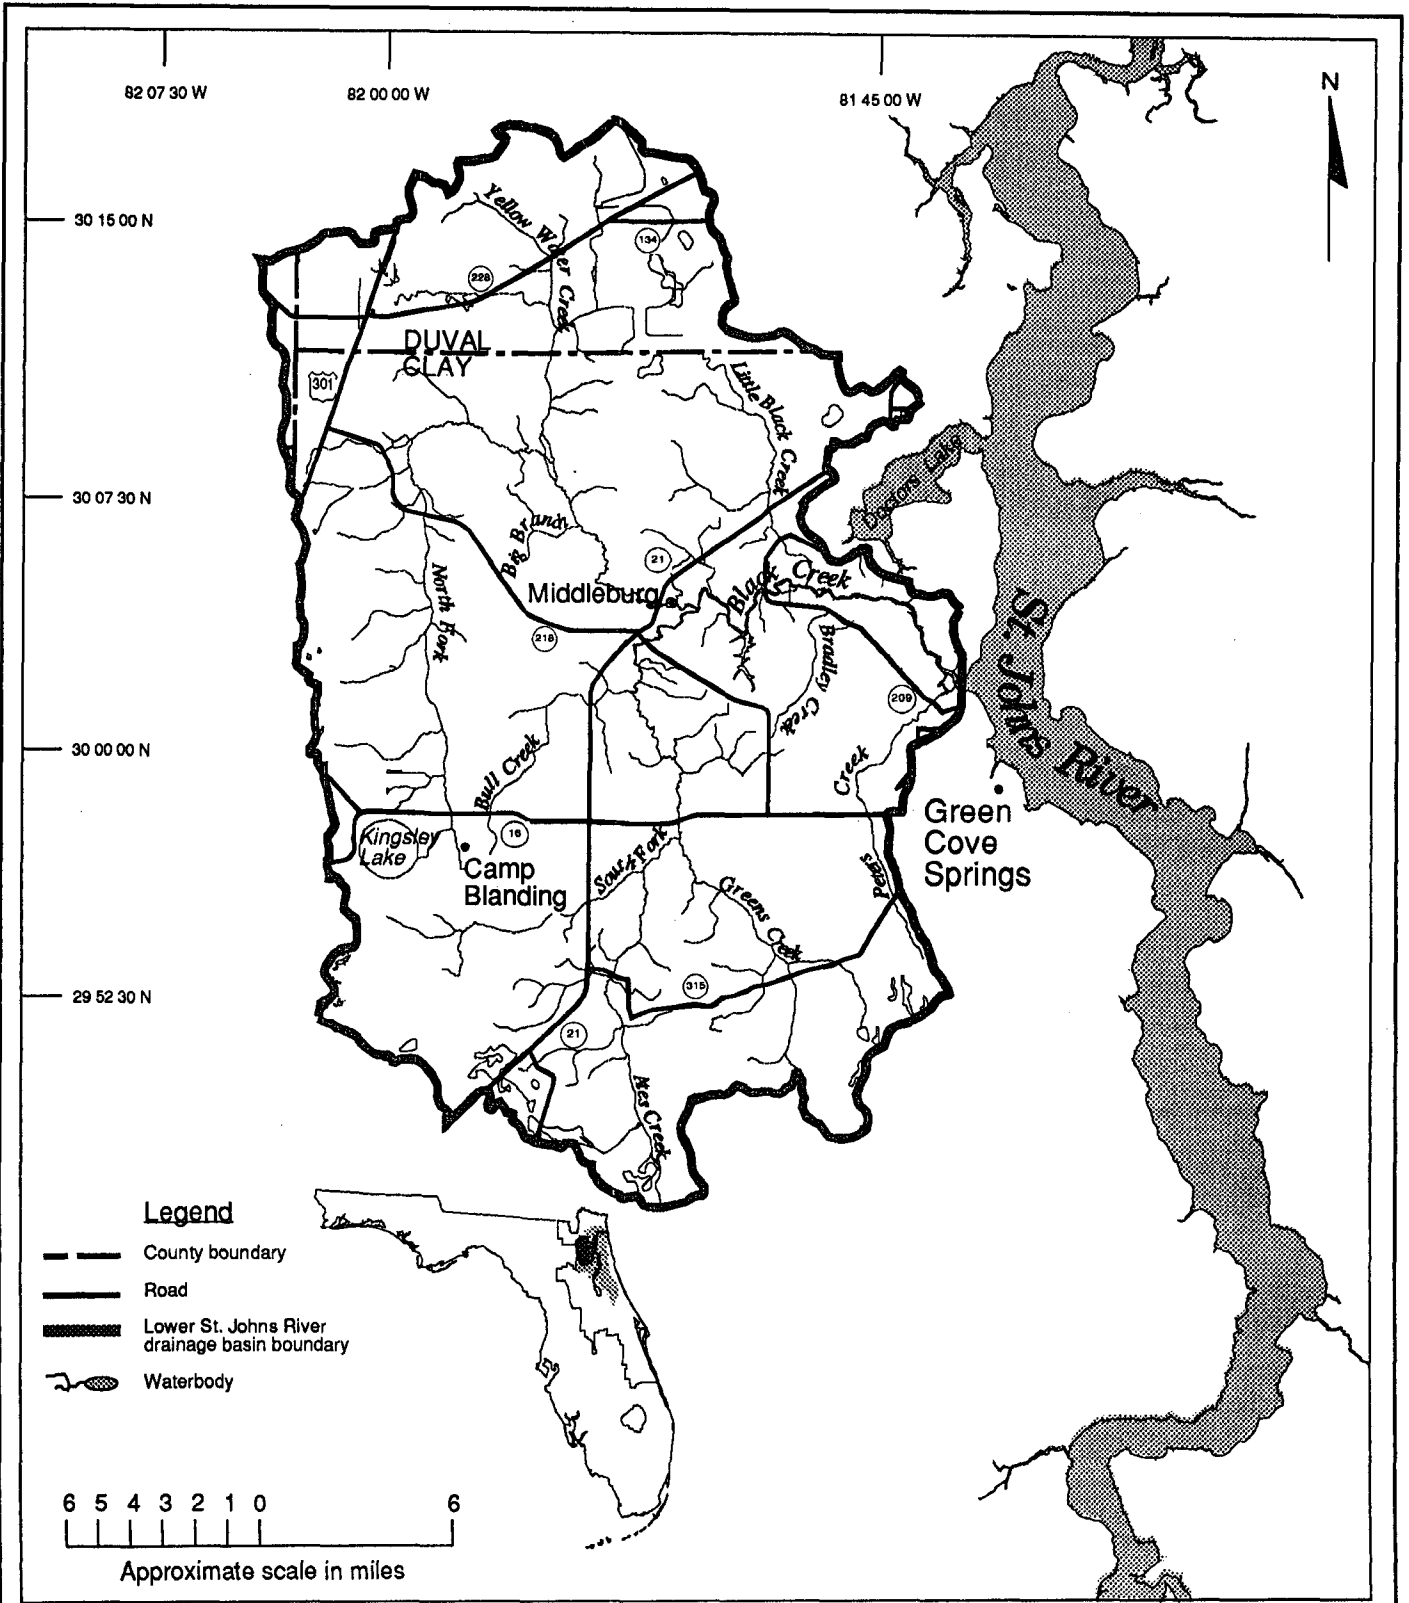 N
82 07 30 W
82 00 00 W
81 45 00 W
30 15 00 N
Yellow Water Creek
134
228
DUVAL
CLAY
301
Little Black Creek
Doctors Lake
30 07 30 N
Big Branch
21
North Fork
Middleburg
Black Creek
218
Bradley Creek
209
St. Johns River
30 00 00 N
Bull Creek
Creek
Green
Cove
Springs
16
Kingsley
Lake
Camp
Blanding
South Fork
Peters
Greens Creek
29 52 30 N
315
21
Ates Creek
Legend
County boundary
Road
Lower St. Johns River
drainage basin boundary
Waterbody
6 5 4 3 2 1 0 6
Approximate scale in miles